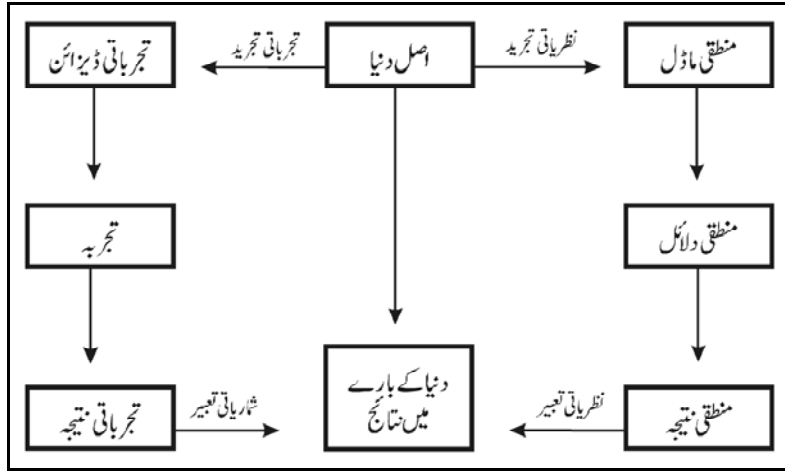 منطقی ماڈل
نظریاتی تجرید
اصل دنیا
تجرباتی تجرید
تجرباتی ڈیزائن
منطقی دلائل
تجربہ
منطقی نتیجہ
نظریاتی تعبیر
دنیا کے بارے
میں نتائج
شماریاتی تعبیر
تجرباتی نتیجہ